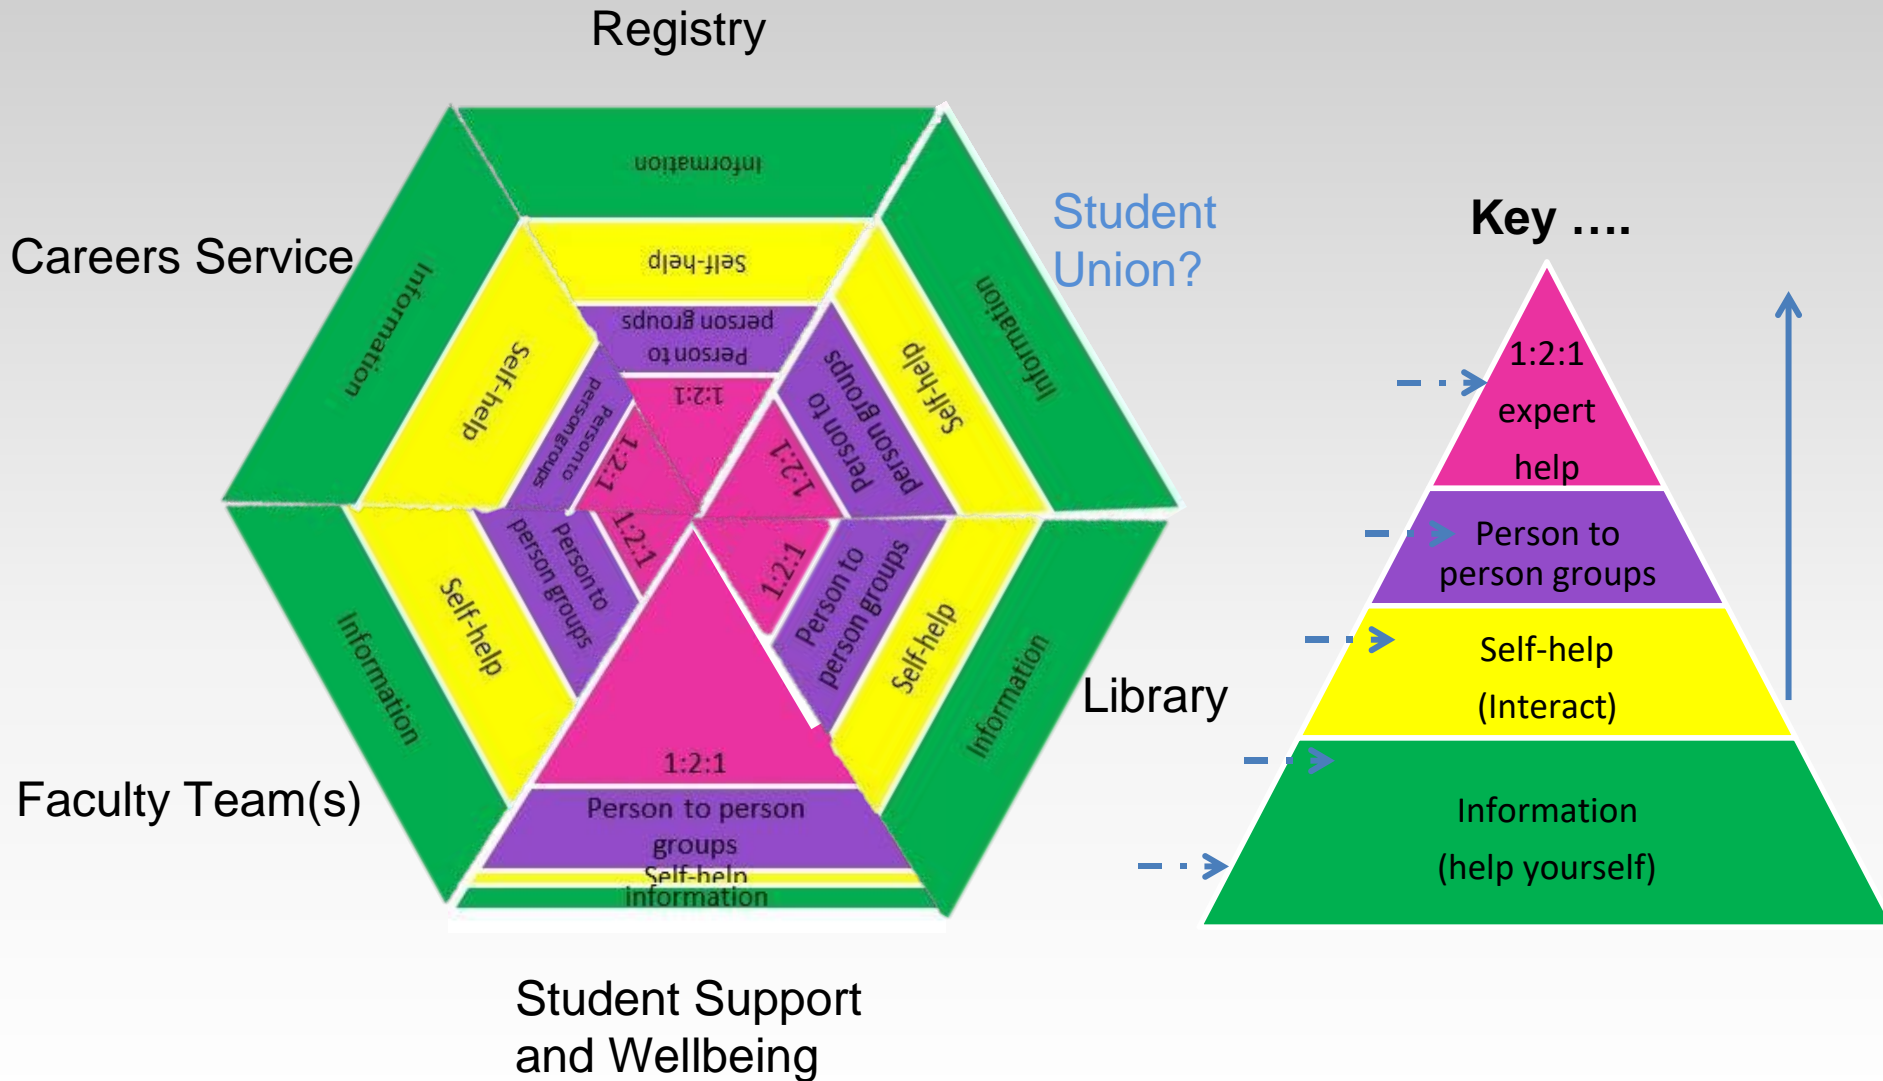 Registry
Information
Self-help
Person to
person groups
1:2:1
Careers Service
Information
Self-help
Person to
person groups
1:2:1
Student
Union?
Information
Self-help
Person to
person groups
1:2:1
Faculty Team(s)
Information
Self-help
Person to
person groups
1:2:1
Library
Information
Self-help
Person to
person groups
1:2:1
1:2:1
Person to person
groups
Self-help
information
Student Support
and Wellbeing
Key ....
1:2:1
expert
help
Person to
person groups
Self-help
(Interact)
Information
(help yourself)